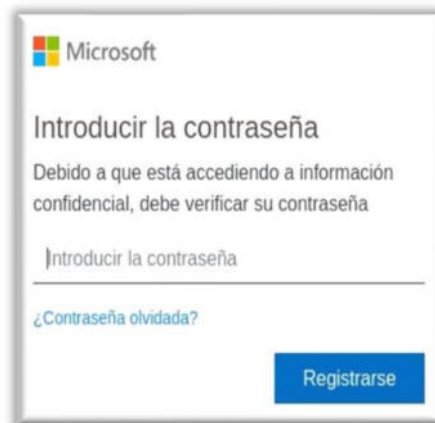 Microsoft
Introducir la contraseña
Debido a que está accediendo a información
confidencial, debe verificar su contraseña
Introducir la contraseña
¿Contraseña olvidada?
Registrarse